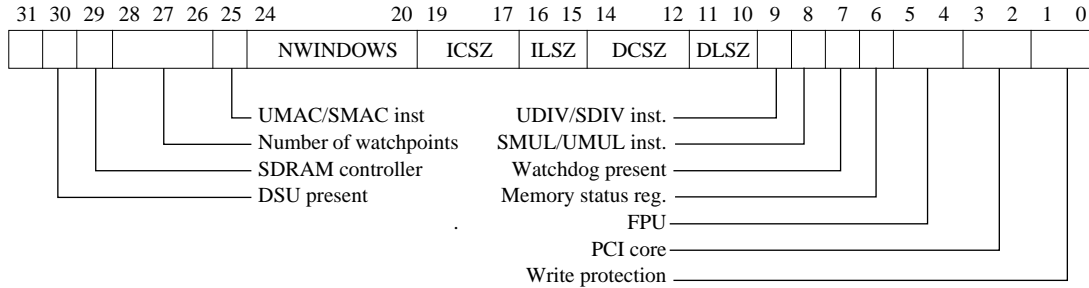 31 30 29 28 27 26 25 24 20 19 17 16 15 14 12 11 10 9 8 7 6 5 4 3 2 1 0
NWINDOWS ICSZ ILSZ DCSZ DLSZ
UMAC/SMAC inst UDIV/SDIV inst.
Number of watchpoints SMUL/UMUL inst.
SDRAM controller Watchdog present
DSU present Memory status reg.
. FPU
PCI core
Write protection